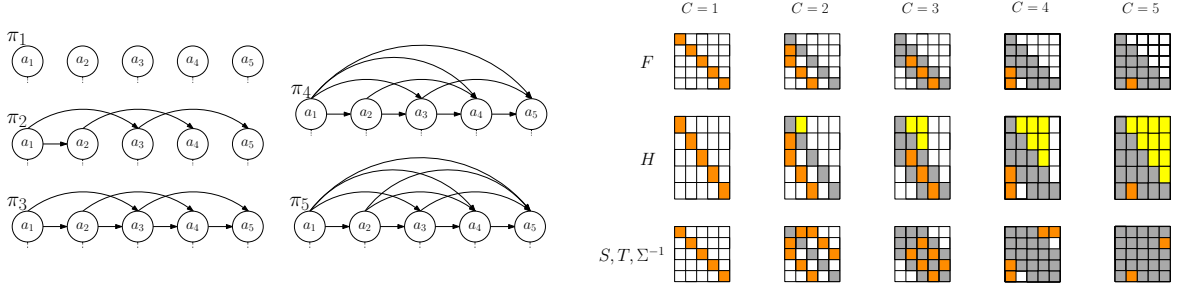 π1
a1 a2 a3 a4 a5
π2
a1 a2 a3 a4 a5
π3
a1 a2 a3 a4 a5
π4
a1 a2 a3 a4 a5
π5
a1 a2 a3 a4 a5
C = 1 C = 2 C = 3 C = 4 C = 5
F
H
S, T, Σ⁻¹